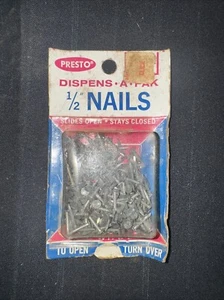 PRESTO®
DISPENS·A·PAK
1/2" NAILS
SLIDES OPEN · STAYS CLOSED
TO OPEN TURN OVER